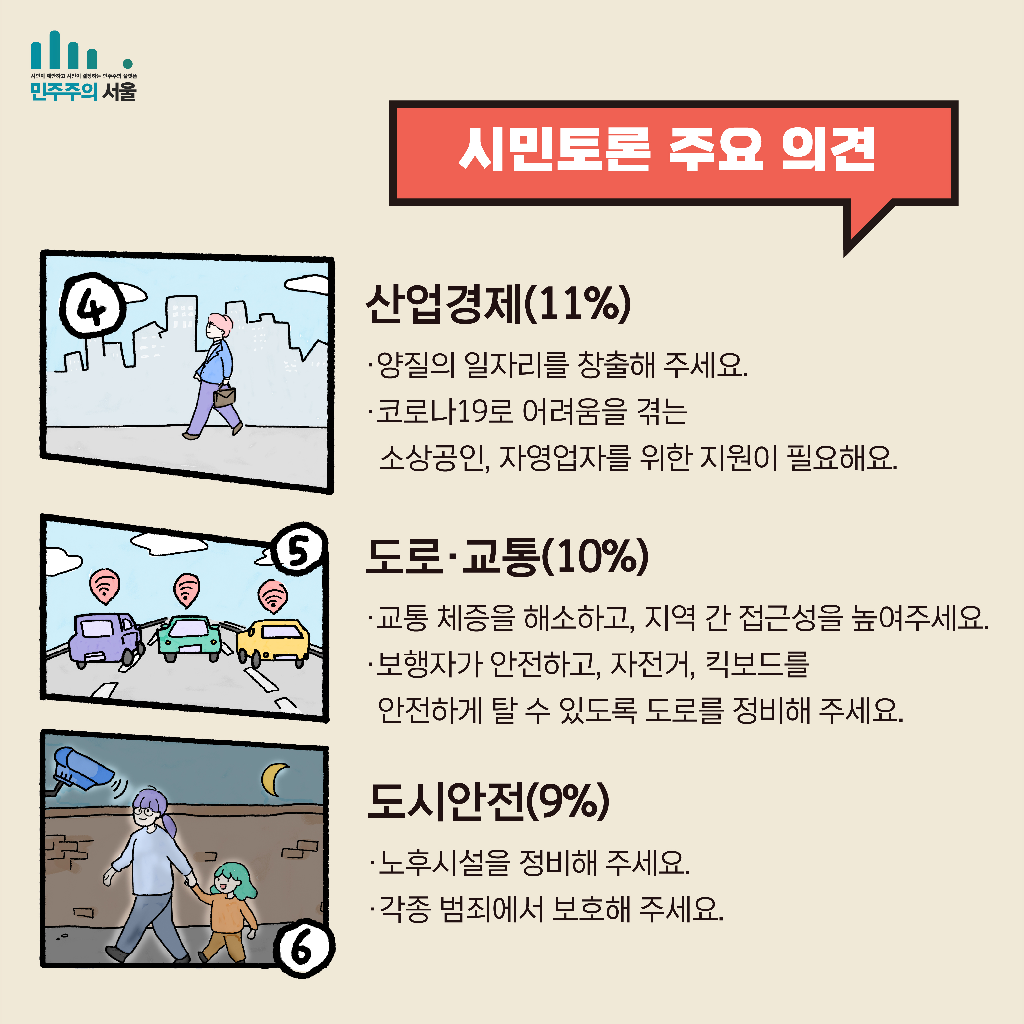 시민이 제안하고 시민이 결정하는 민주주의 플랫폼
민주주의 서울
시민토론 주요 의견
4
산업경제(11%)
·양질의 일자리를 창출해 주세요.
·코로나19로 어려움을 겪는
소상공인, 자영업자를 위한 지원이 필요해요.
5
도로·교통(10%)
·교통 체증을 해소하고, 지역 간 접근성을 높여주세요.
·보행자가 안전하고, 자전거, 킥보드를
안전하게 탈 수 있도록 도로를 정비해 주세요.
6
도시안전(9%)
·노후시설을 정비해 주세요.
·각종 범죄에서 보호해 주세요.